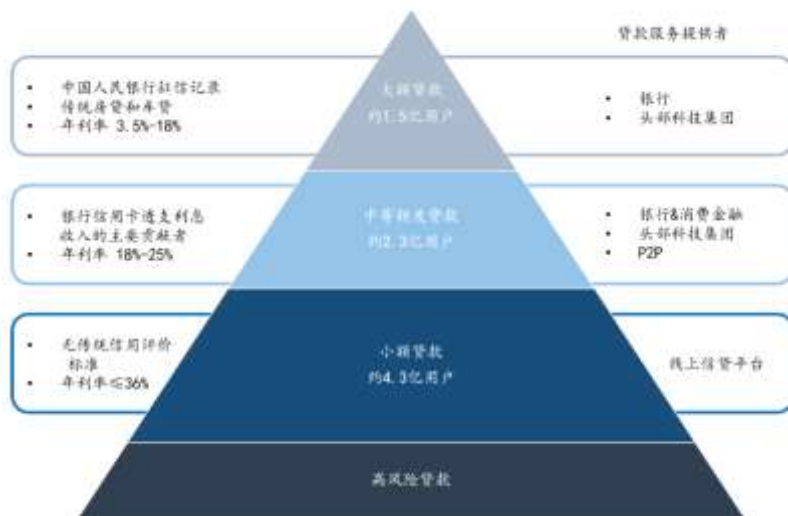 贷款服务提供者
• 中国人民银行征信记录
• 传统房贷和车贷
• 年利率 3.5%-18%
大额贷款
约1.5亿用户
• 银行
• 头部科技集团
• 银行信用卡透支利息
收入的主要贡献者
• 年利率 18%-25%
中等额度贷款
约2.3亿用户
• 银行&消费金融
• 头部科技集团
• P2P
• 无传统信用评价
标准
• 年利率≤36%
小额贷款
约4.3亿用户
线上信贷平台
高风险贷款